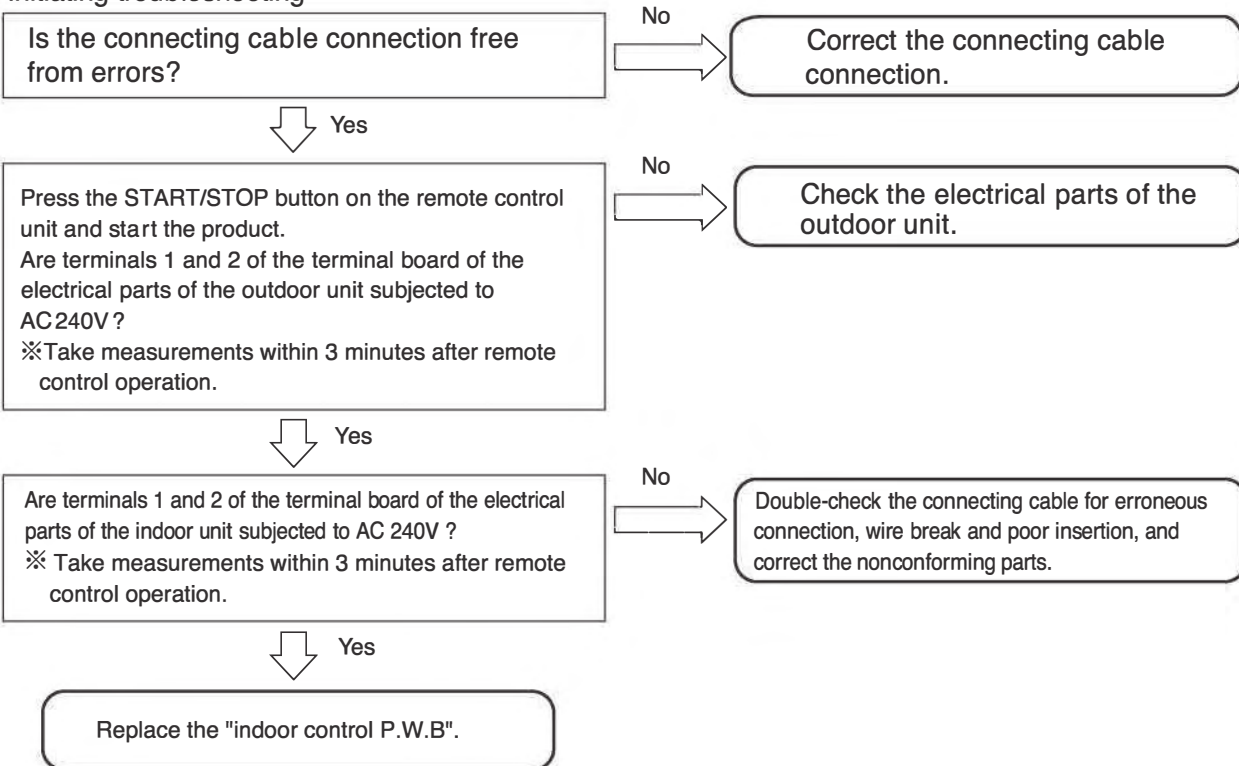 Is the connecting cable connection free
from errors?
No
Correct the connecting cable
connection.
Yes
Press the START/STOP button on the remote control
unit and start the product.
Are terminals 1 and 2 of the terminal board of the
electrical parts of the outdoor unit subjected to
AC240V?
※Take measurements within 3 minutes after remote
control operation.
No
Check the electrical parts of the
outdoor unit.
Yes
Are terminals 1 and 2 of the terminal board of the electrical
parts of the indoor unit subjected to AC 240V ?
※ Take measurements within 3 minutes after remote
control operation.
No
Double-check the connecting cable for erroneous
connection, wire break and poor insertion, and
correct the nonconforming parts.
Yes
Replace the "indoor control P.W.B".